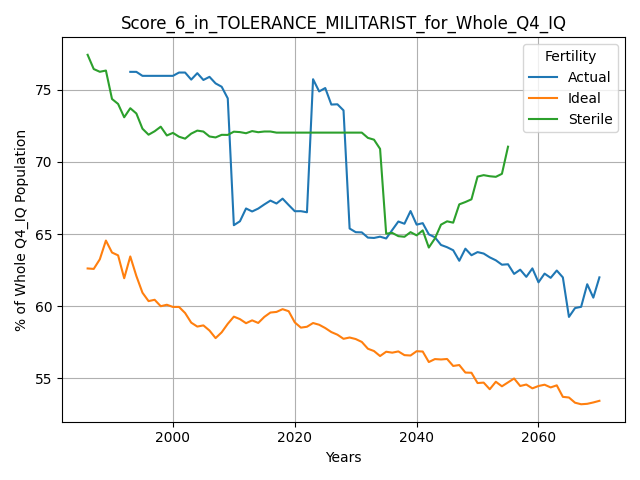 Score_6_in_TOLERANCE_MILITARIST_for_Whole_Q4_IQ
Fertility
Actual
Ideal
Sterile
% of Whole Q4_IQ Population
75
70
65
60
55
2000
2020
2040
2060
Years